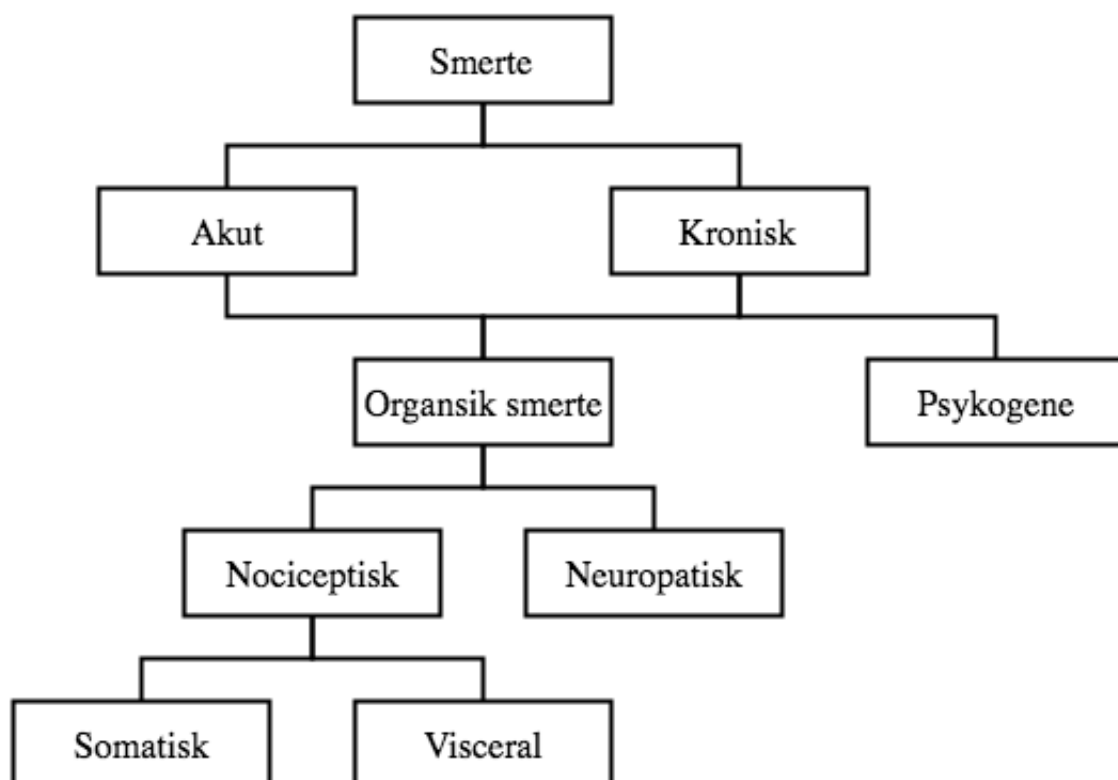 Smerte
Akut
Kronisk
Organsik smerte
Psykogene
Nociceptisk
Neuropatisk
Somatisk
Visceral